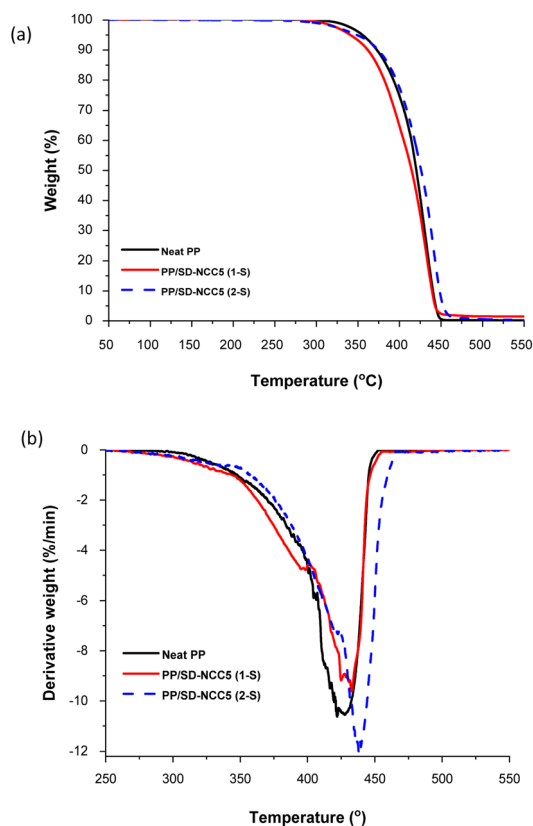 (a)
100
90
80
70
60
50
40
30
20
10
0
Weight (%)
Neat PP
PP/SD-NCC5 (1-S)
PP/SD-NCC5 (2-S)
50 100 150 200 250 300 350 400 450 500 550
Temperature (°C)
(b)
0
-2
-4
-6
-8
-10
-12
Derivative weight (%/min)
Neat PP
PP/SD-NCC5 (1-S)
PP/SD-NCC5 (2-S)
250 300 350 400 450 500 550
Temperature (°)